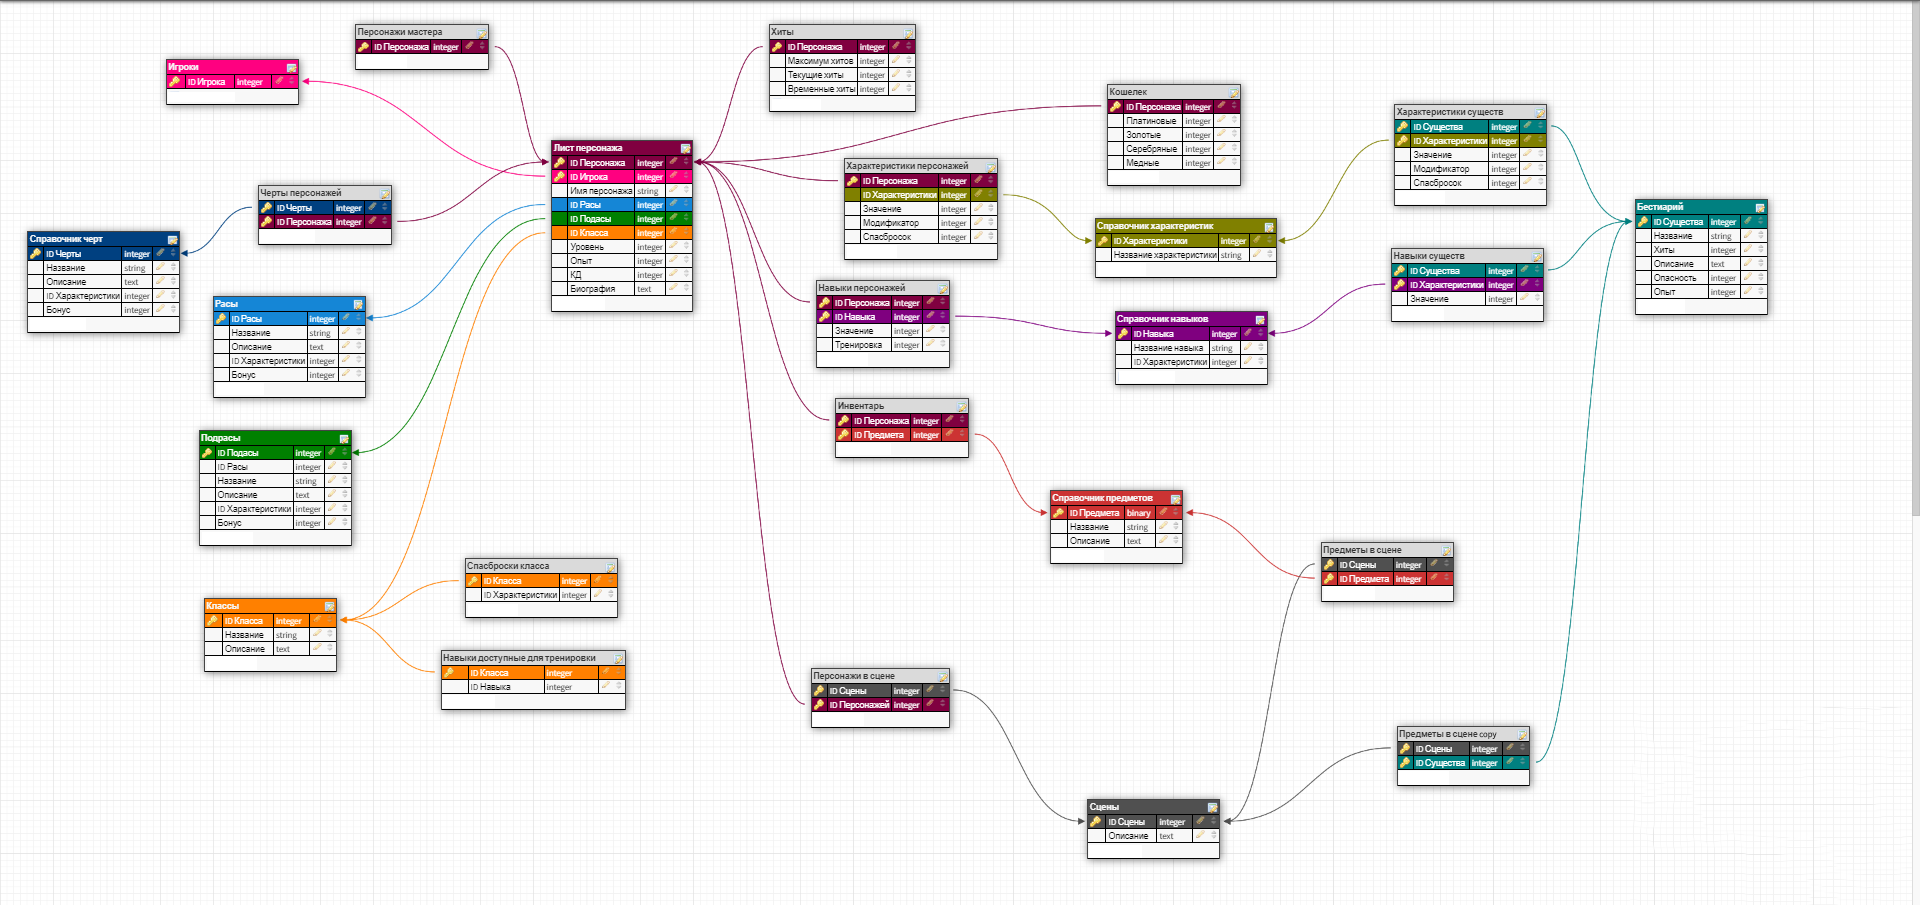 Персонажи мастера
ID Персонажа integer
Игроки
ID Игрока integer
Хиты
ID Персонажа integer
Максимум хитов integer
Текущие хиты integer
Временные хиты integer
Кошелек
ID Персонажа integer
Платиновые integer
Золотые integer
Серебряные integer
Медные integer
Характеристики существ
ID Существа integer
ID Характеристики integer
Значение integer
Модификатор integer
Спасбросок integer
Лист персонажа
ID Персонажа integer
ID Игрока integer
Имя персонажа string
ID Расы integer
ID Подасы integer
ID Класса integer
Уровень integer
Опыт integer
КД integer
Биография text
Характеристики персонажей
ID Персонажа integer
ID Характеристики integer
Значение integer
Модификатор integer
Спасбросок integer
Черты персонажей
ID Черты integer
ID Персонажа integer
Справочник черт
ID Черты integer
Название string
Описание text
ID Характеристики integer
Бонус integer
Справочник характеристик
ID Характеристики integer
Название характеристики string
Бестиарий
ID Существа integer
Название string
Хиты integer
Описание text
Опасность integer
Опыт integer
Навыки существ
ID Существа integer
ID Характеристики integer
Значение integer
Расы
ID Расы integer
Название string
Описание text
ID Характеристики integer
Бонус integer
Навыки персонажей
ID Персонажа integer
ID Навыка integer
Значение integer
Тренировка integer
Справочник навыков
ID Навыка integer
Название навыка string
ID Характеристики integer
Инвентарь
ID Персонажа integer
ID Предмета integer
Подрасы
ID Подасы integer
ID Расы integer
Название string
Описание text
ID Характеристики integer
Бонус integer
Справочник предметов
ID Предмета binary
Название string
Описание text
Предметы в сцене
ID Сцены integer
ID Предмета integer
Спасброски класса
ID Класса integer
ID Характеристики integer
Классы
ID Класса integer
Название string
Описание text
Навыки доступные для тренировки
ID Класса integer
ID Навыка integer
Персонажи в сцене
ID Сцены integer
ID Персонажей integer
Предметы в сцене copy
ID Сцены integer
ID Существа integer
Сцены
ID Сцены integer
Описание text